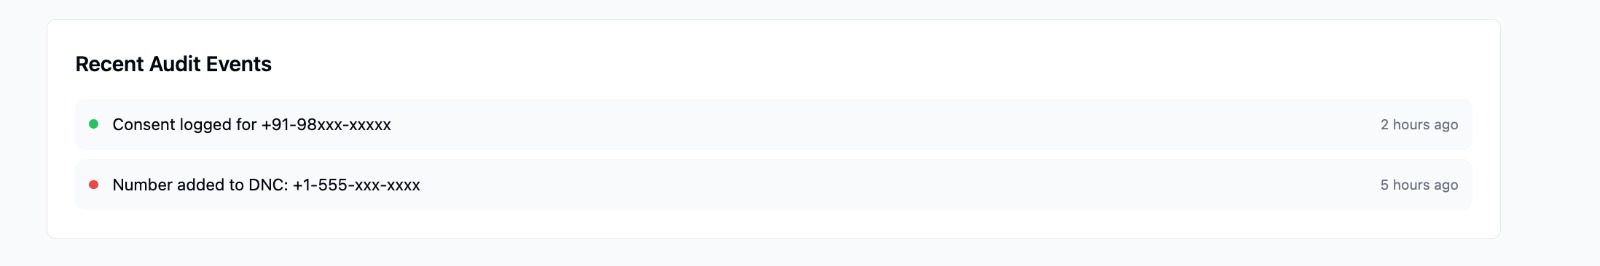 Recent Audit Events
Consent logged for +91-98xxx-xxxxx
2 hours ago
Number added to DNC: +1-555-xxx-xxxx
5 hours ago